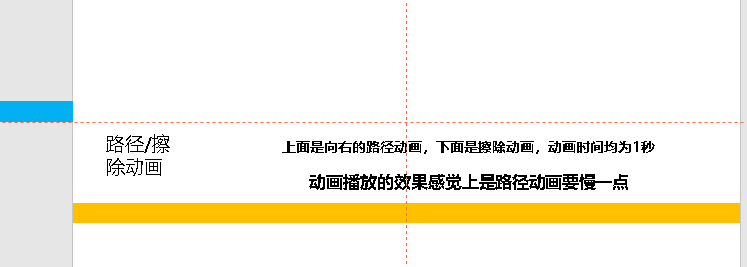 路径/擦
除动画
上面是向右的路径动画，下面是擦除动画，动画时间均为1秒
动画播放的效果感觉上是路径动画要慢一点